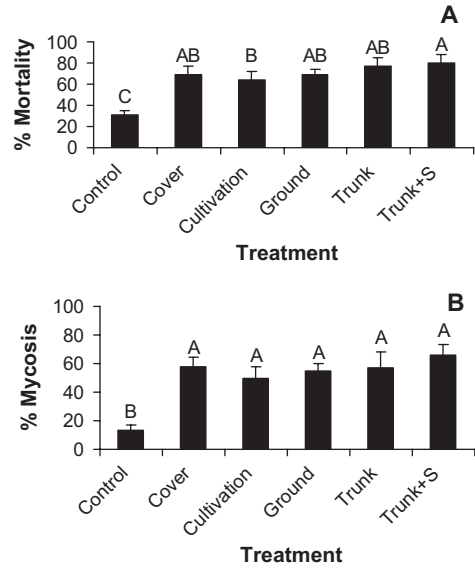 A
% Mortality
100
80
60
40
20
0
C
AB
B
AB
AB
A
Control
Cover
Cultivation
Ground
Trunk
Trunk+S
Treatment
B
% Mycosis
100
80
60
40
20
0
B
A
A
A
A
A
Control
Cover
Cultivation
Ground
Trunk
Trunk+S
Treatment